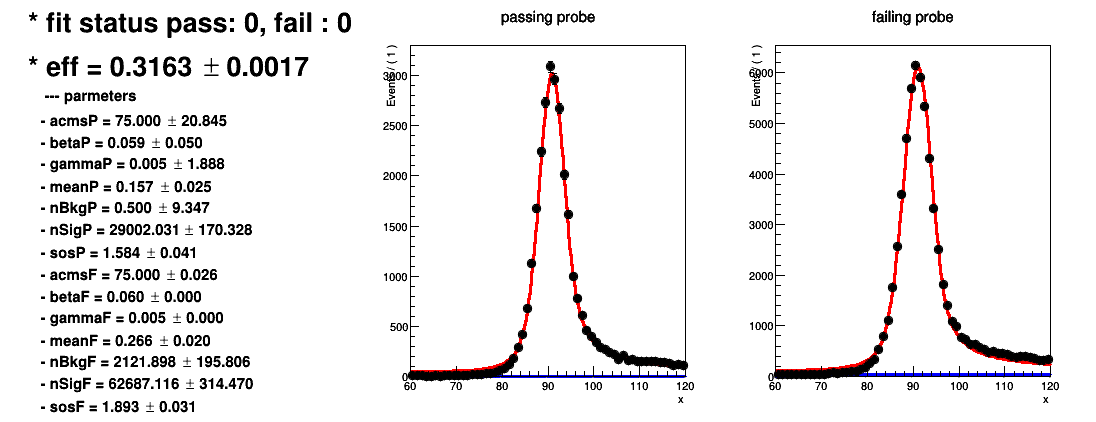 * fit status pass: 0, fail : 0
* eff = 0.3163 ± 0.0017
--- parmeters
- acmsP = 75.000 ± 20.845
- betaP = 0.059 ± 0.050
- gammaP = 0.005 ± 1.888
- meanP = 0.157 ± 0.025
- nBkgP = 0.500 ± 9.347
- nSigP = 29002.031 ± 170.328
- sosP = 1.584 ± 0.041
- acmsF = 75.000 ± 0.026
- betaF = 0.060 ± 0.000
- gammaF = 0.005 ± 0.000
- meanF = 0.266 ± 0.020
- nBkgF = 2121.898 ± 195.806
- nSigF = 62687.116 ± 314.470
- sosF = 1.893 ± 0.031
passing probe
Events / ( 1 )
3000
2500
2000
1500
1000
500
0
60 70 80 90 100 110 120
x
failing probe
Events / ( 1 )
6000
5000
4000
3000
2000
1000
0
60 70 80 90 100 110 120
x